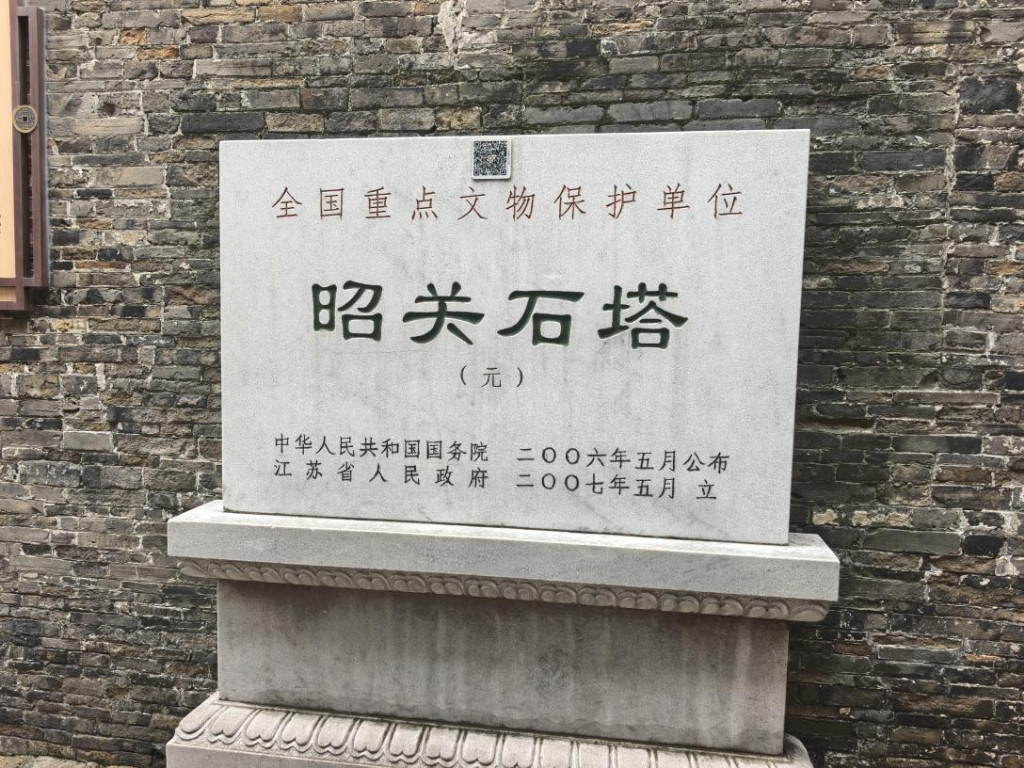 全国重点文物保护单位
昭关石塔
（元）
中华人民共和国国务院 二〇〇六年五月公布
江苏省人民政府 二〇〇七年五月 立